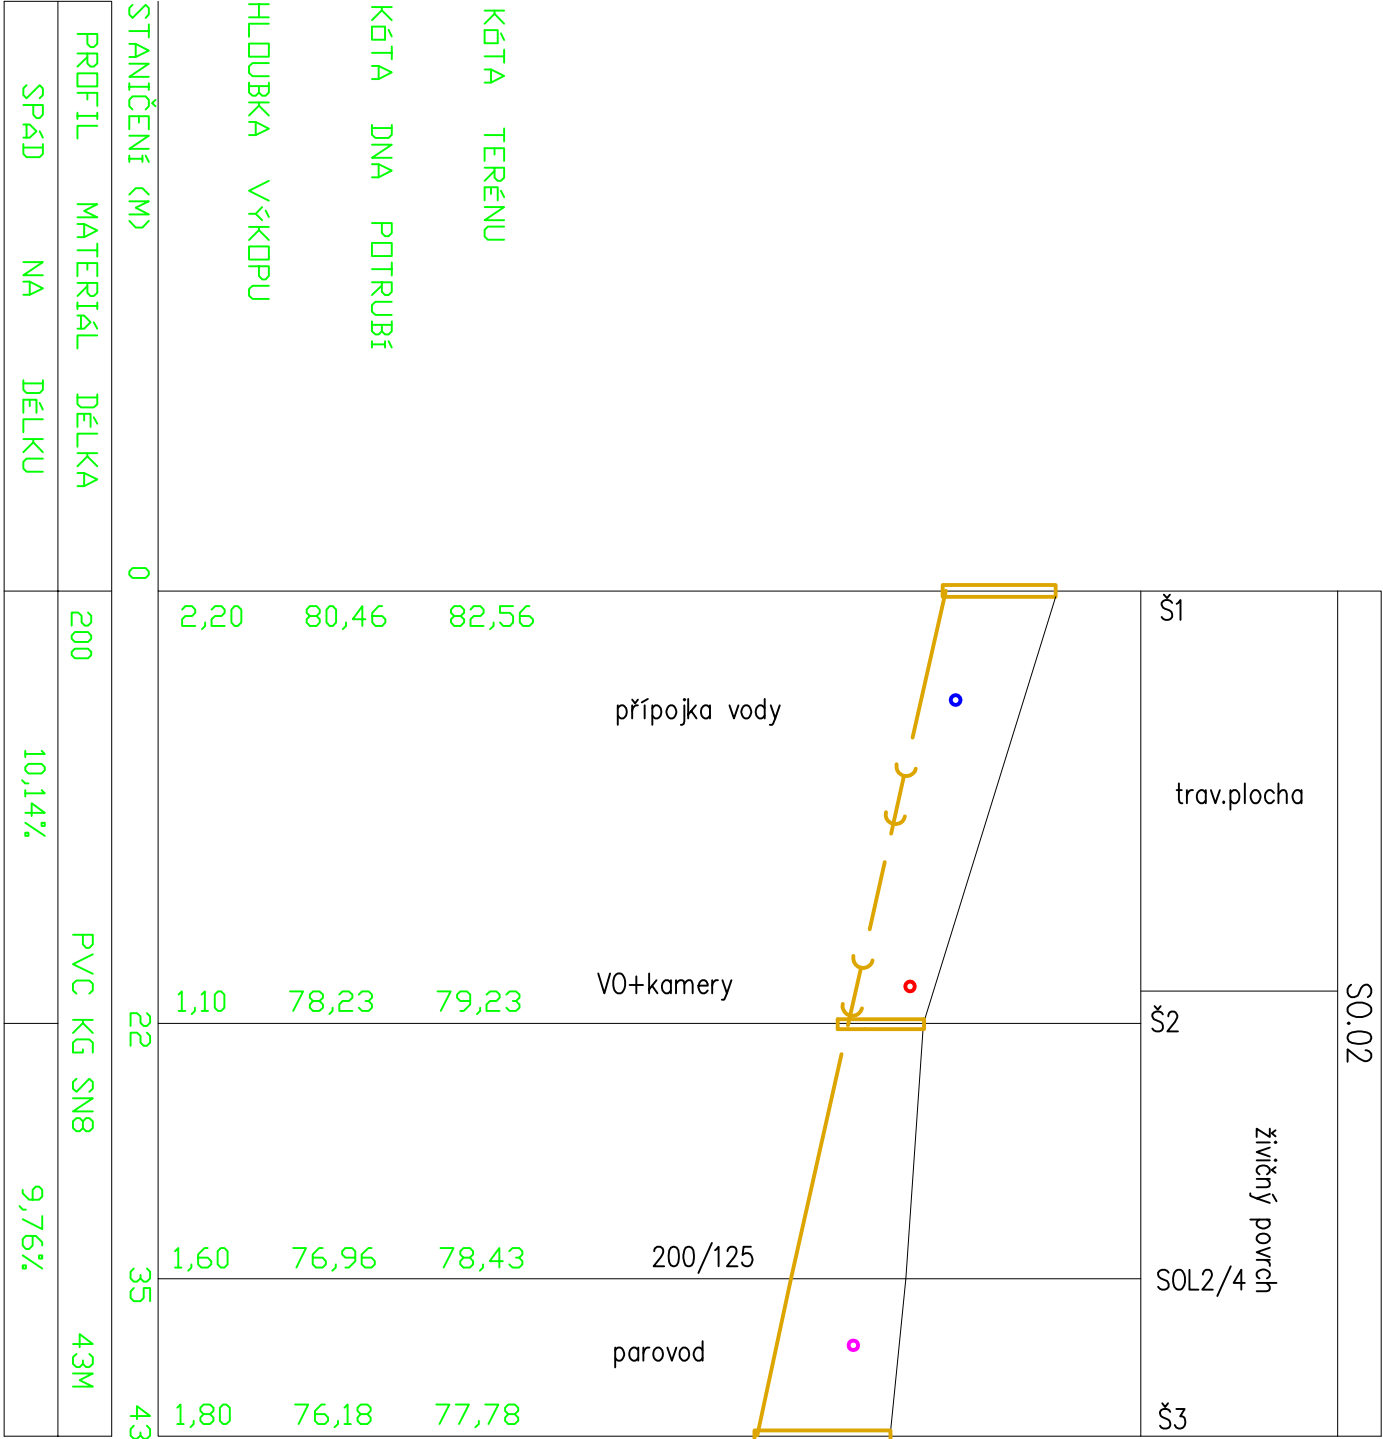 SO.02
trav.plocha
živičný povrch
Š1
Š2
SOL2/4
Š3
přípojka vody
VO+kamery
200/125
parovod
KÓTA TERÉNU
82,56
79,23
78,43
77,78
KÓTA DNA POTRUBÍ
80,46
78,23
76,96
76,18
HLOUBKA VÝKOPU
2,20
1,10
1,60
1,80
STANIČENÍ (M)
0
22
35
43
PROFIL MATERIÁL DÉLKA
200 PVC KG SN8 43M
SPÁD NA DÉLKU
10,14%
9,76%